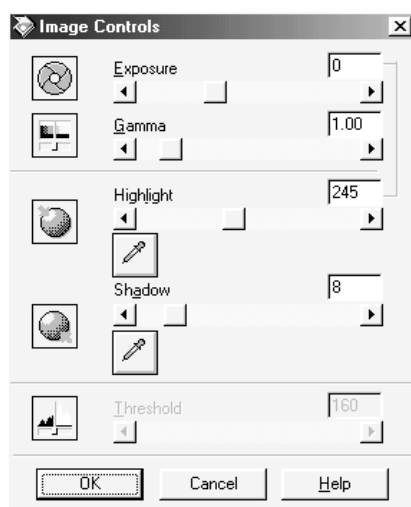 Image Controls
Exposure
0
Gamma
1.00
Highlight
245
Shadow
8
Threshold
160
OK
Cancel
Help